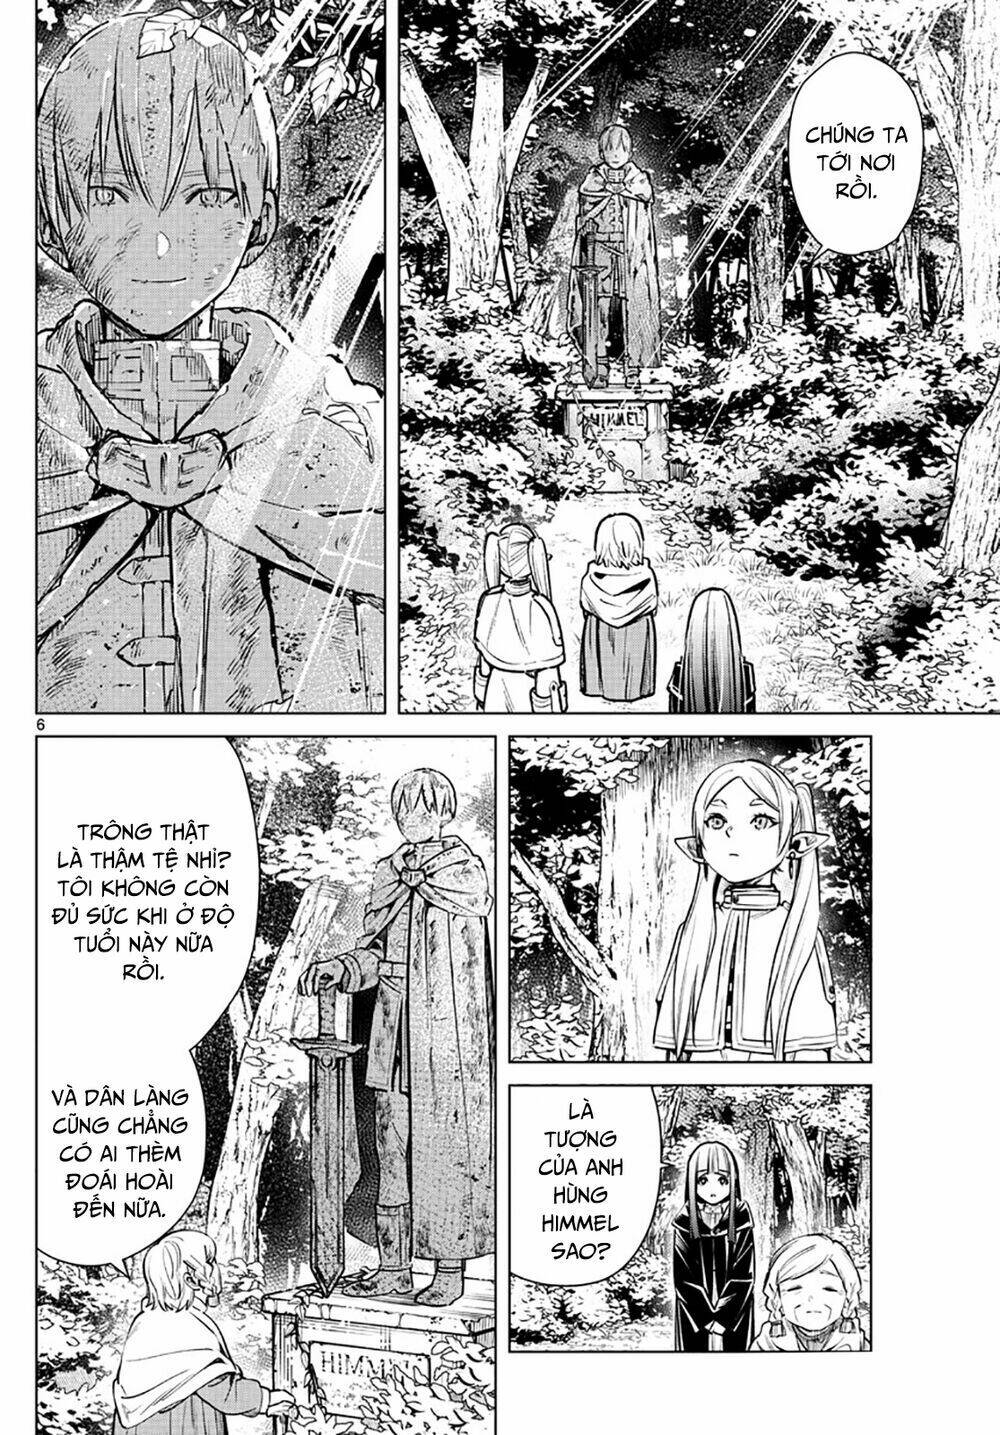 CHÚNG TA
TỚI NƠI
RỒI.
HIMMEL
6
LÀ
TƯỢNG
CỦA ANH
HÙNG
HIMMEL
SAO?
TRÔNG THẬT
LÀ THẬM TỆ NHỈ?
TÔI KHÔNG CÒN
ĐỦ SỨC KHI Ở ĐỘ
TUỔI NÀY NỮA
RỒI.
VÀ DÂN LÀNG
CŨNG CHẲNG
CÓ AI THÈM
ĐOÁI HOÀI
ĐẾN NỮA.
HIMMEL